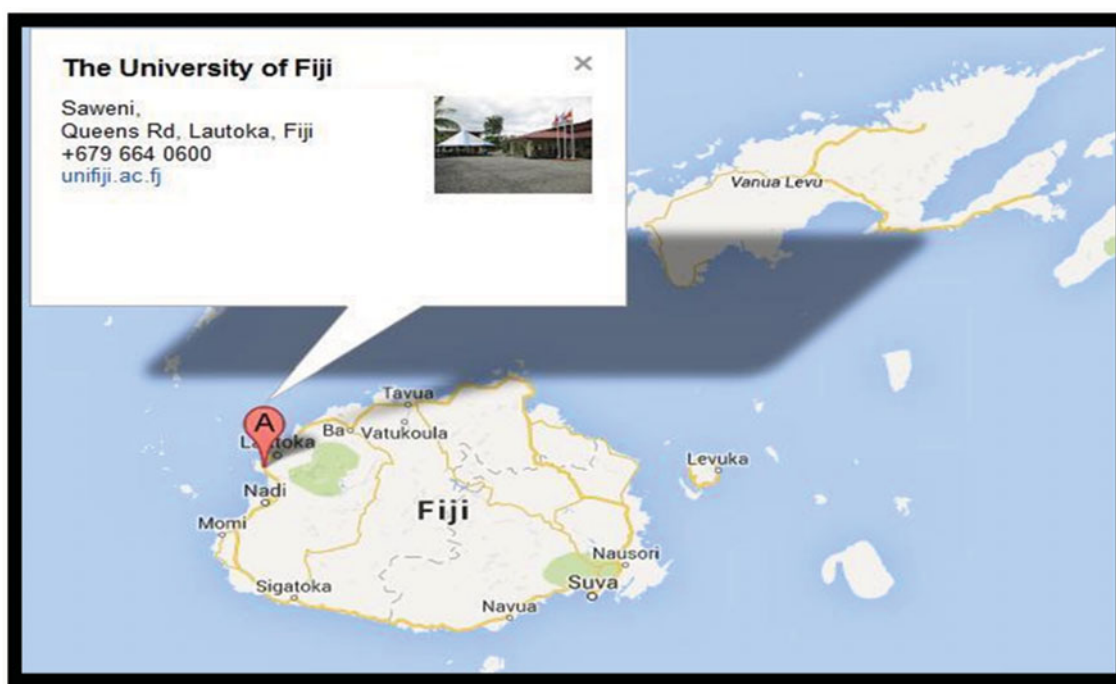 The University of Fiji
Saweni,
Queens Rd, Lautoka, Fiji
+679 664 0600
unifiji.ac.fj
Vanua Levu
Tavua
A
Ba
Vatukoula
Lautoka
Levuka
Nadi
Fiji
Momi
Nausori
Sigatoka
Suva
Navua